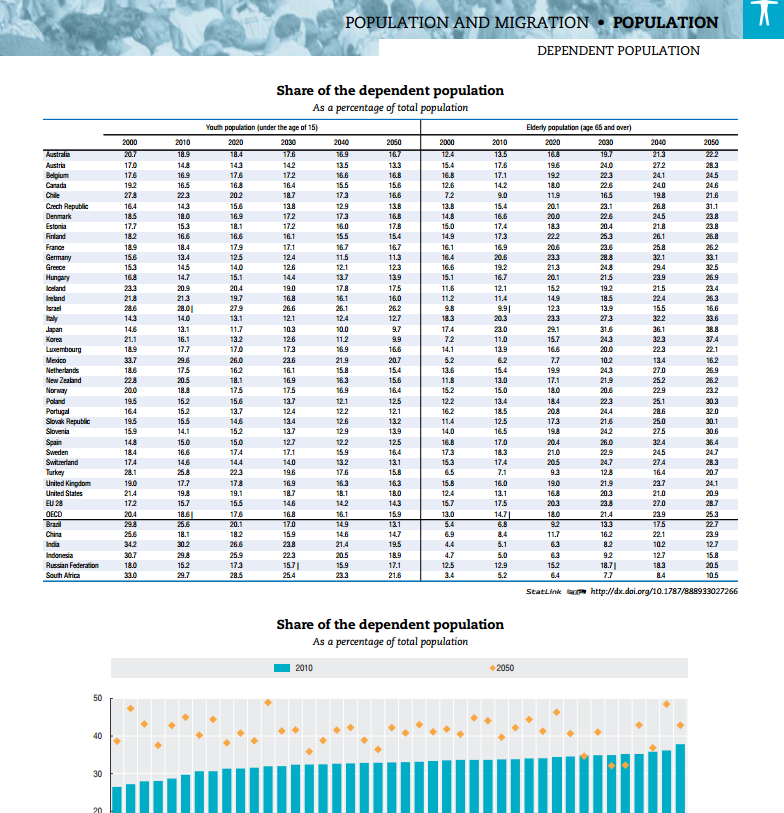 POPULATION AND MIGRATION • POPULATION
DEPENDENT POPULATION
Share of the dependent population
As a percentage of total population
Youth population (under the age of 15) Elderly population (age 65 and over)
2000 2010 2020 2030 2040 2050 2000 2010 2020 2030 2040 2050
Australia 20.7 18.9 18.4 17.6 16.9 16.7 12.4 13.5 16.8 19.7 21.3 22.2
Austria 17.0 14.8 14.3 14.2 13.5 13.3 15.4 17.6 19.6 24.0 27.2 28.3
Belgium 17.6 16.9 17.6 17.2 16.6 16.8 16.8 17.1 19.2 22.3 24.1 24.5
Canada 19.2 16.5 16.8 16.4 15.5 15.6 12.6 14.2 18.0 22.6 24.0 24.6
Chile 27.8 22.3 20.2 18.7 17.3 16.6 7.2 9.0 11.9 16.5 19.8 21.6
Czech Republic 16.4 14.3 15.6 13.8 12.9 13.8 13.8 15.4 20.1 23.1 26.8 31.1
Denmark 18.5 18.0 16.9 17.2 17.3 16.8 14.8 16.6 20.0 22.6 24.5 23.8
Estonia 17.7 15.3 18.1 17.2 16.0 17.8 15.0 17.4 18.3 20.4 21.8 23.8
Finland 18.2 16.6 16.6 16.1 15.5 15.4 14.9 17.3 22.2 25.3 26.1 26.8
France 18.9 18.4 17.9 17.1 16.7 16.7 16.1 16.9 20.6 23.6 25.8 26.2
Germany 15.6 13.4 12.5 12.4 11.5 11.3 16.4 20.6 23.3 28.8 32.1 33.1
Greece 15.3 14.5 14.0 12.6 12.1 12.3 16.6 19.2 21.3 24.8 29.4 32.5
Hungary 16.8 14.7 15.1 14.4 13.7 13.9 15.1 16.7 20.1 21.5 23.9 26.9
Iceland 23.3 20.9 20.4 19.0 17.8 17.5 11.6 12.1 15.2 19.2 21.5 23.4
Ireland 21.8 21.3 19.7 16.8 16.1 16.0 11.2 11.4 14.9 18.5 22.4 26.3
Israel 28.6 28.0 | 27.9 26.6 26.1 26.2 9.8 9.9 | 12.3 13.9 15.5 16.6
Italy 14.3 14.0 13.1 12.1 12.4 12.7 18.3 20.3 23.3 27.3 32.2 33.6
Japan 14.6 13.1 11.7 10.3 10.0 9.7 17.4 23.0 29.1 31.6 36.1 38.8
Korea 21.1 16.1 13.2 12.6 11.2 9.9 7.2 11.0 15.7 24.3 32.3 37.4
Luxembourg 18.9 17.7 17.0 17.3 16.9 16.6 14.1 13.9 16.6 20.0 22.3 22.1
Mexico 33.7 29.6 26.0 23.6 21.9 20.7 5.2 6.2 7.7 10.2 13.4 16.2
Netherlands 18.6 17.5 16.2 16.1 15.8 15.4 13.6 15.4 19.9 24.3 27.0 26.9
New Zealand 22.8 20.5 18.1 16.9 16.3 15.6 11.8 13.0 17.1 21.9 25.2 26.2
Norway 20.0 18.8 17.5 17.5 16.9 16.4 15.2 15.0 18.0 20.6 22.9 23.2
Poland 19.5 15.2 15.6 13.7 12.1 12.5 12.2 13.4 18.4 22.3 25.1 30.3
Portugal 16.4 15.2 13.7 12.4 12.2 12.1 16.2 18.5 20.8 24.4 28.6 32.0
Slovak Republic 19.5 15.5 14.6 13.4 12.6 13.2 11.4 12.5 17.3 21.6 25.0 30.1
Slovenia 15.9 14.1 15.2 13.7 12.9 13.9 14.0 16.5 19.8 24.2 27.5 30.6
Spain 14.8 15.0 15.0 12.7 12.2 12.5 16.8 17.0 20.4 26.0 32.4 36.4
Sweden 18.4 16.6 17.4 17.1 15.9 16.4 17.3 18.3 21.0 22.9 24.5 24.7
Switzerland 17.4 14.6 14.4 14.0 13.2 13.1 15.3 17.4 20.5 24.7 27.4 28.3
Turkey 28.1 25.8 22.3 19.6 17.6 15.8 6.5 7.1 9.3 12.8 16.4 20.7
United Kingdom 19.0 17.7 17.8 16.9 16.3 16.3 15.8 16.0 19.0 21.9 23.7 24.1
United States 21.4 19.8 19.1 18.7 18.1 18.0 12.4 13.1 16.8 20.3 21.0 20.9
EU 28 17.2 15.7 15.5 14.6 14.2 14.3 15.7 17.5 20.3 23.8 27.0 28.7
OECD 20.4 18.6 | 17.6 16.8 16.1 15.9 13.0 14.7 | 18.0 21.4 23.9 25.3
Brazil 29.8 25.6 20.1 17.0 14.9 13.1 5.4 6.8 9.2 13.3 17.5 22.7
China 25.6 18.1 18.2 15.9 14.6 14.7 6.9 8.4 11.7 16.2 22.1 23.9
India 34.2 30.2 26.6 23.8 21.4 19.5 4.4 5.1 6.3 8.2 10.2 12.7
Indonesia 30.7 29.8 25.9 22.3 20.5 18.9 4.7 5.0 6.3 9.2 12.7 15.8
Russian Federation 18.0 15.2 17.3 15.7 | 15.9 17.1 12.5 12.9 15.2 18.7 | 18.3 20.5
South Africa 33.0 29.7 28.5 25.4 23.3 21.6 3.4 5.2 6.4 7.7 8.4 10.5
StatLink http://dx.doi.org/10.1787/888933027266
Share of the dependent population
As a percentage of total population
2010 2050
50
40
30
20